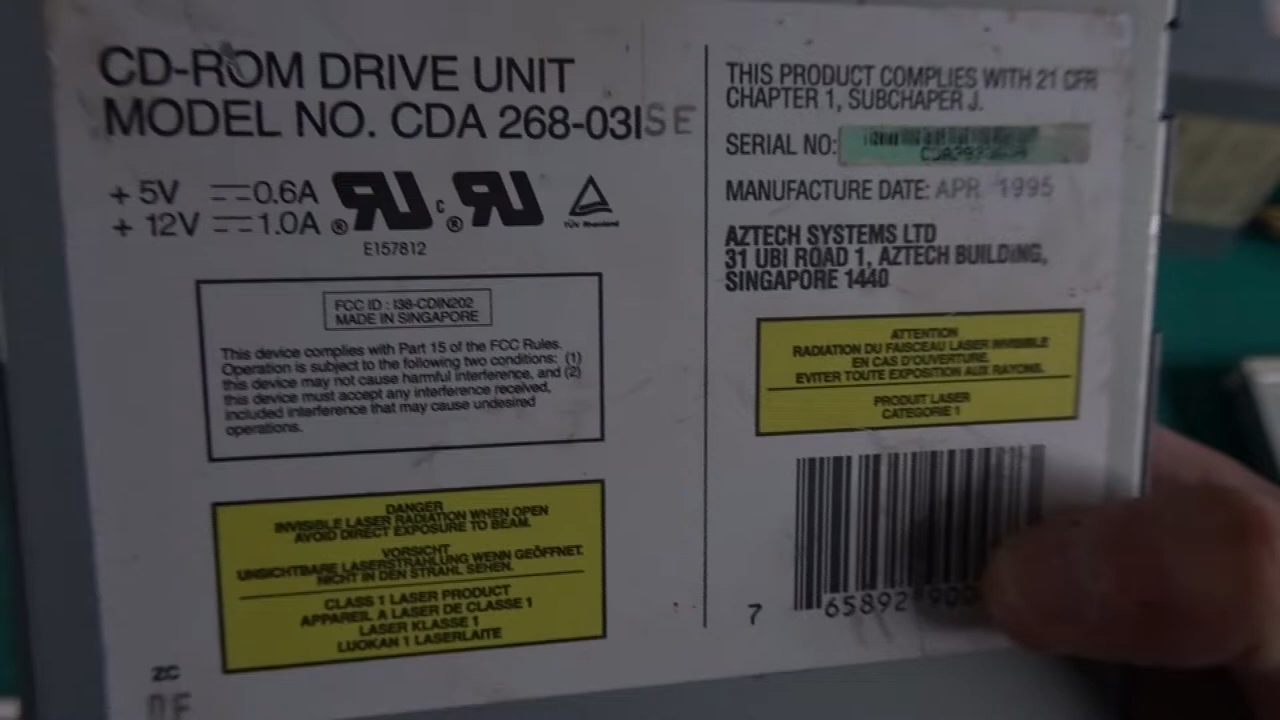 CD-ROM DRIVE UNIT
MODEL NO. CDA 268-03ISE
+ 5V 0.6A
+ 12V 1.0A
E157812
TÜV Rheinland
FCC ID : I38-CDIN202
MADE IN SINGAPORE
This device complies with Part 15 of the FCC Rules.
Operation is subject to the following two conditions: (1)
this device may not cause harmful interference, and (2)
this device must accept any interference received,
included interference that may cause undesired
operations.
DANGER
INVISIBLE LASER RADIATION WHEN OPEN
AVOID DIRECT EXPOSURE TO BEAM.
VORSICHT
UNSICHTBARE LASERSTRAHLUNG WENN GEÖFFNET.
NICHT IN DEN STRAHL SEHEN.
CLASS 1 LASER PRODUCT
APPAREIL A LASER DE CLASSE 1
LASER KLASSE 1
LUOKAN 1 LASERLAITE
ZC
THIS PRODUCT COMPLIES WITH 21 CFR
CHAPTER 1, SUBCHAPER J.
SERIAL NO:
MANUFACTURE DATE: APR 1995
AZTECH SYSTEMS LTD
31 UBI ROAD 1, AZTECH BUILDING,
SINGAPORE 1440
ATTENTION
RADIATION DU FAISCEAU LASER INVISIBLE
EN CAS D'OUVERTURE.
EVITER TOUTE EXPOSITION AUX RAYONS.
PRODUIT LASER
CATEGORIE 1
7 65892 900